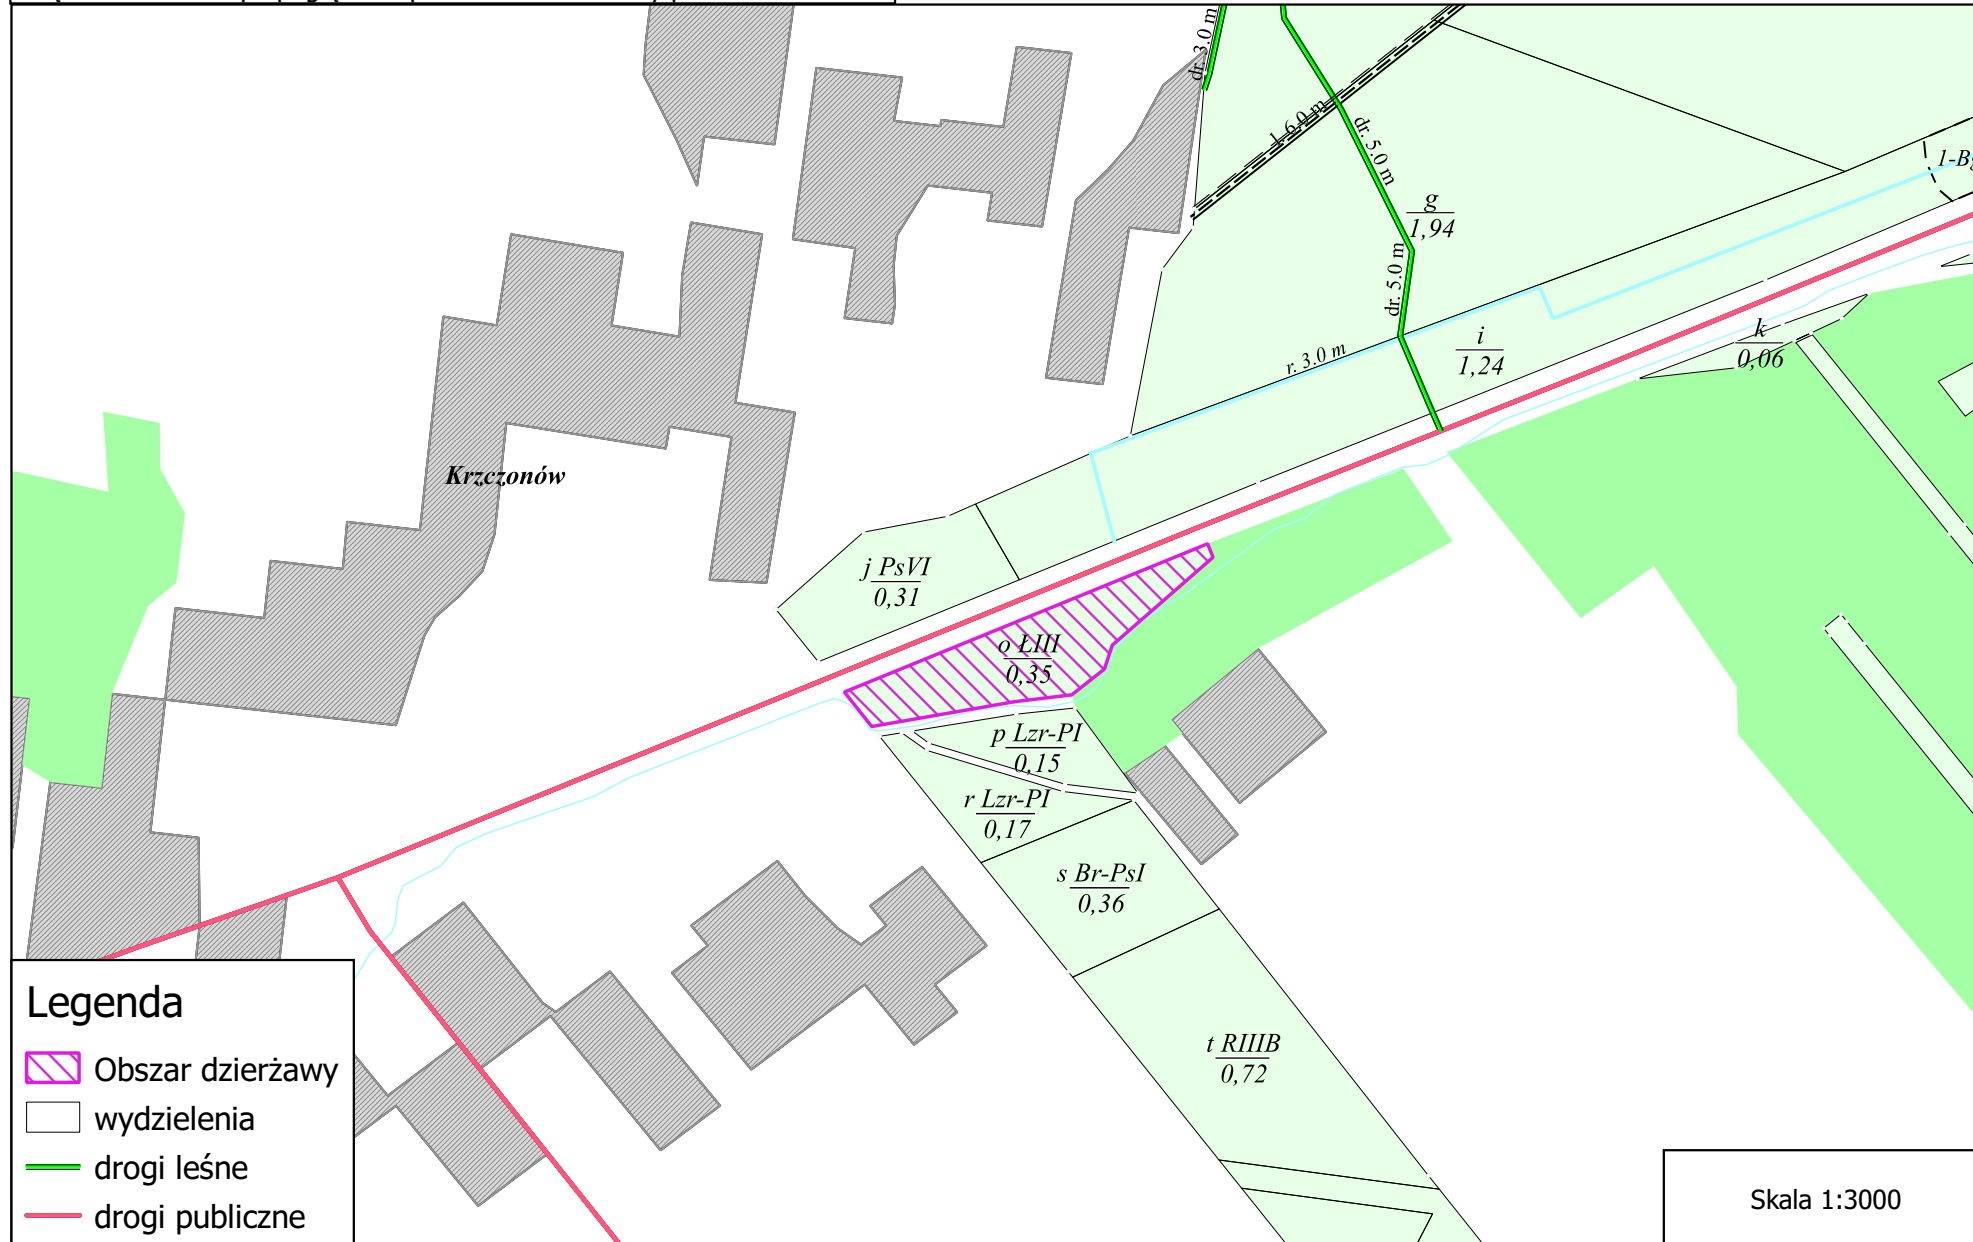 dr. 3.0 m
l. 6.0 m
dr. 5.0 m
g
1,94
dr. 5.0 m
i
1,24
r. 3.0 m
k
0,06
Krzczonów
j PsVI
0,31
o ŁIII
0,35
p Lzr-PI
0,15
r Lzr-PI
0,17
s Br-PsI
0,36
t RIIIB
0,72
Legenda
Obszar dzierżawy
wydzielenia
drogi leśne
drogi publiczne
Skala 1:3000